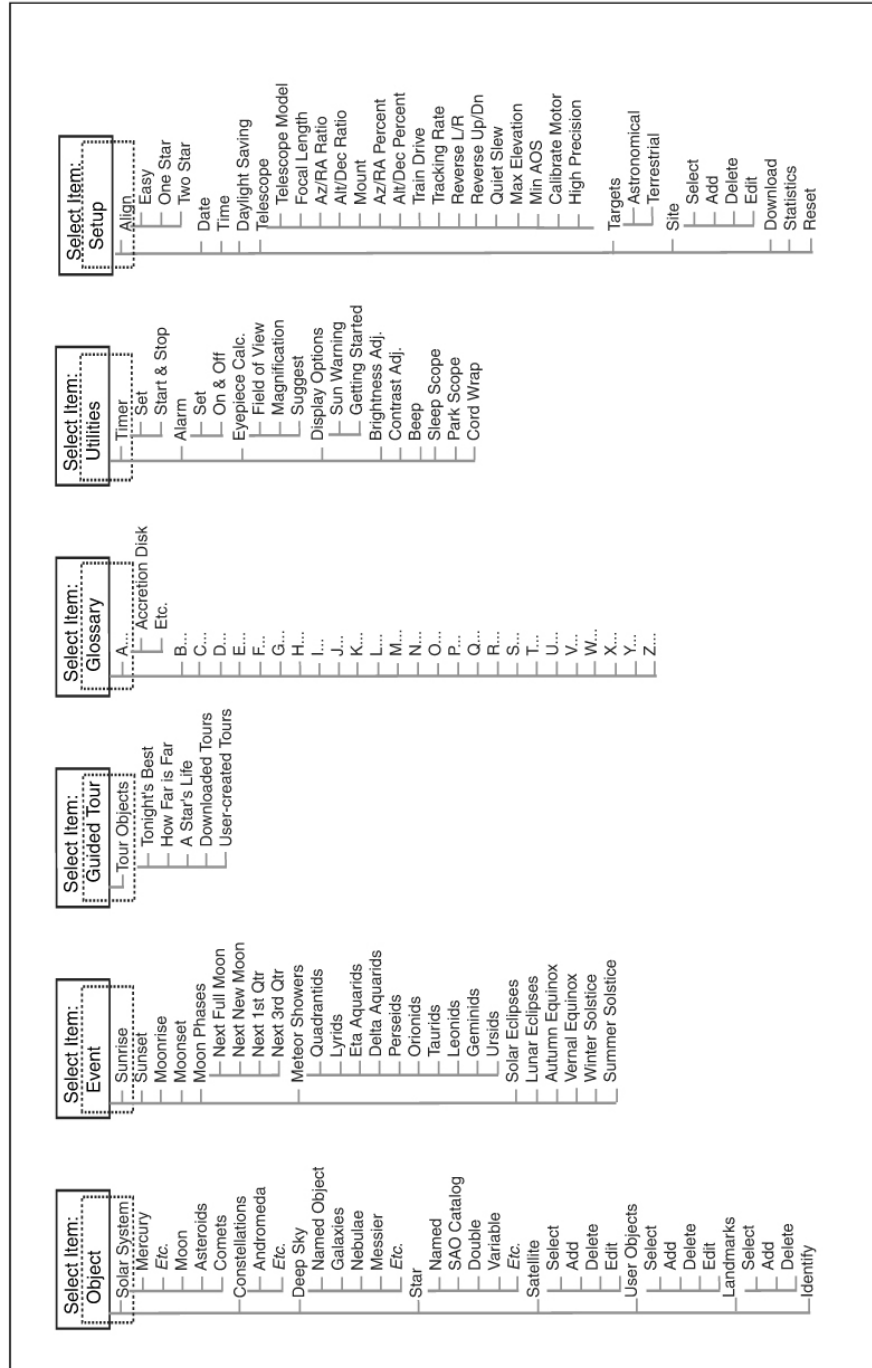 Select Item:
Object
Solar System
Mercury
Etc.
Moon
Asteroids
Comets
Constellations
Andromeda
Etc.
Deep Sky
Named Object
Galaxies
Nebulae
Messier
Etc.
Star
Named
SAO Catalog
Double
Variable
Etc.
Satellite
Select
Add
Delete
Edit
User Objects
Select
Add
Delete
Edit
Landmarks
Select
Add
Delete
Identify
Select Item:
Event
Sunrise
Sunset
Moonrise
Moonset
Moon Phases
Next Full Moon
Next New Moon
Next 1st Qtr
Next 3rd Qtr
Meteor Showers
Quadrantids
Lyrids
Eta Aquarids
Delta Aquarids
Perseids
Orionids
Taurids
Leonids
Geminids
Ursids
Solar Eclipses
Lunar Eclipses
Autumn Equinox
Vernal Equinox
Winter Solstice
Summer Solstice
Select Item:
Guided Tour
Tour Objects
Tonight's Best
How Far is Far
A Star's Life
Downloaded Tours
User-created Tours
Select Item:
Glossary
A...
Accretion Disk
Etc.
B...
C...
D...
E...
F...
G...
H...
I...
J...
K...
L...
M...
N...
O...
P...
Q...
R...
S...
T...
U...
V...
W...
X...
Y...
Z...
Select Item:
Utilities
Timer
Set
Start & Stop
Alarm
Set
On & Off
Eyepiece Calc.
Field of View
Magnification
Suggest
Display Options
Sun Warning
Getting Started
Brightness Adj.
Contrast Adj.
Beep
Sleep Scope
Park Scope
Cord Wrap
Select Item:
Setup
Align
Easy
One Star
Two Star
Date
Time
Daylight Saving
Telescope
Telescope Model
Focal Length
Az/RA Ratio
Alt/Dec Ratio
Mount
Az/RA Percent
Alt/Dec Percent
Train Drive
Tracking Rate
Reverse L/R
Reverse Up/Dn
Quiet Slew
Max Elevation
Min AOS
Calibrate Motor
High Precision
Targets
Astronomical
Terrestrial
Site
Select
Add
Delete
Edit
Download
Statistics
Reset